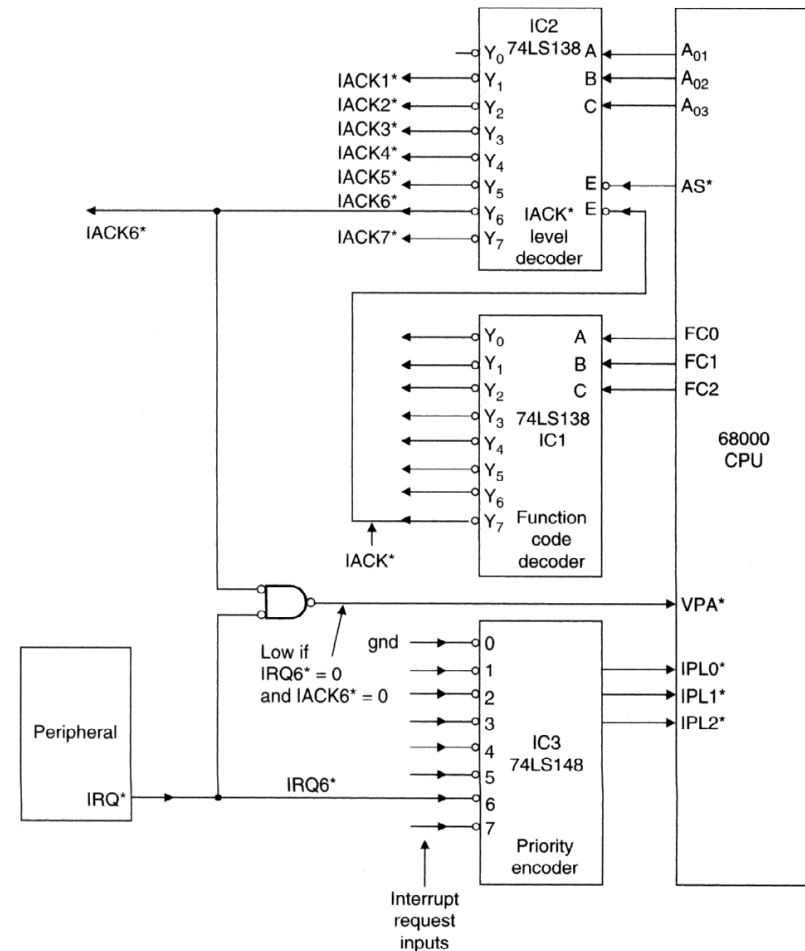 IC2
74LS138
Y0
Y1
Y2
Y3
Y4
Y5
Y6
Y7
A
B
C
E
E
IACK*
level
decoder
A01
A02
A03
AS*
IACK1*
IACK2*
IACK3*
IACK4*
IACK5*
IACK6*
IACK7*
IACK6*
Y0
Y1
Y2
Y3
Y4
Y5
Y6
Y7
A
B
C
74LS138
IC1
Function
code
decoder
FC0
FC1
FC2
68000
CPU
IACK*
VPA*
Low if
IRQ6* = 0
and IACK6* = 0
gnd
0
1
2
3
4
5
6
7
IC3
74LS148
Priority
encoder
IPL0*
IPL1*
IPL2*
Peripheral
IRQ*
IRQ6*
Interrupt
request
inputs